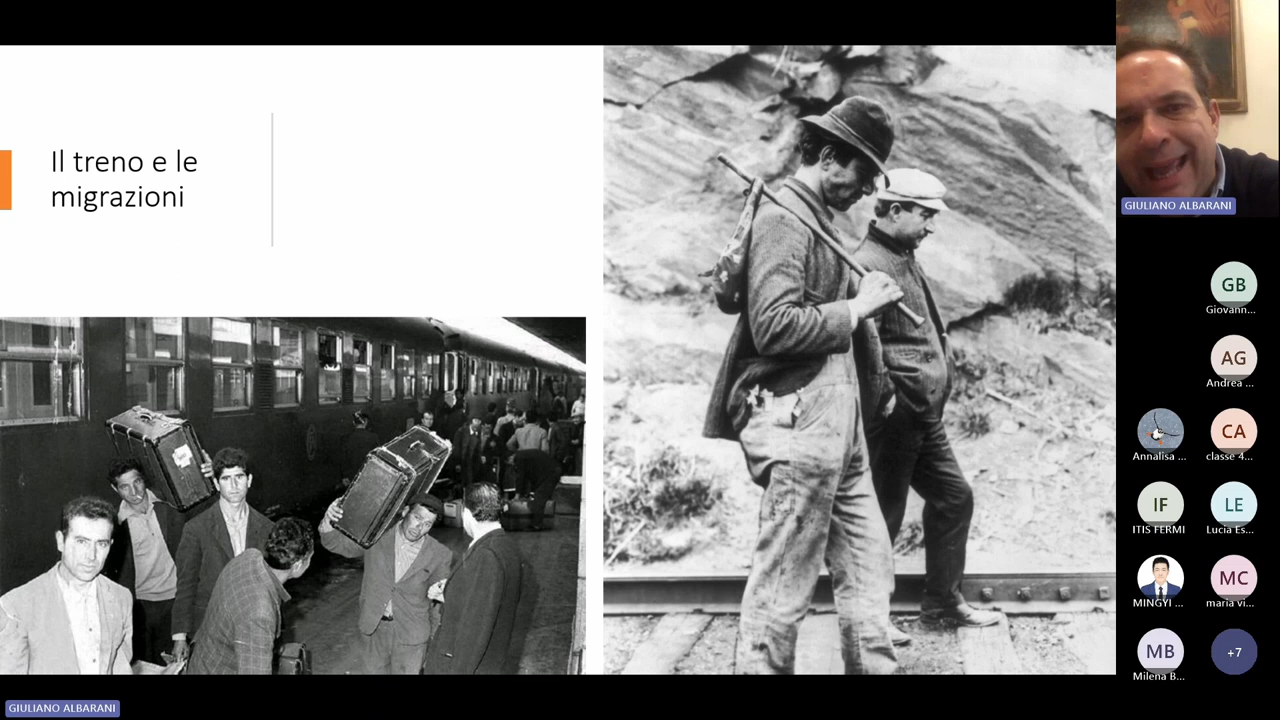 Il treno e le
migrazioni
GIULIANO ALBARANI
GB
Giovann...
AG
Andrea ...
Annalisa ...
CA
classe 4...
IF
ITIS FERMI
LE
Lucia Es...
MINGYI ...
MC
maria vi...
MB
Milena B...
+7
GIULIANO ALBARANI